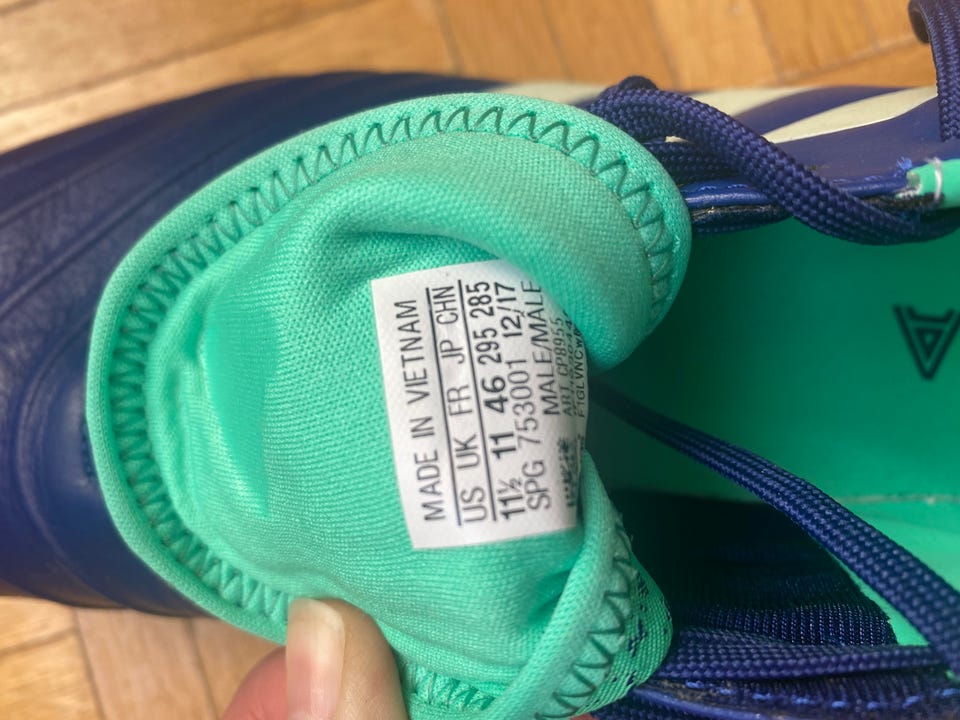 MADE IN VIETNAM
US UK FR JP CHN
11½ 11 46 295 285
SPG 753001 12/17
MALE/MÂLE
ART CP8955